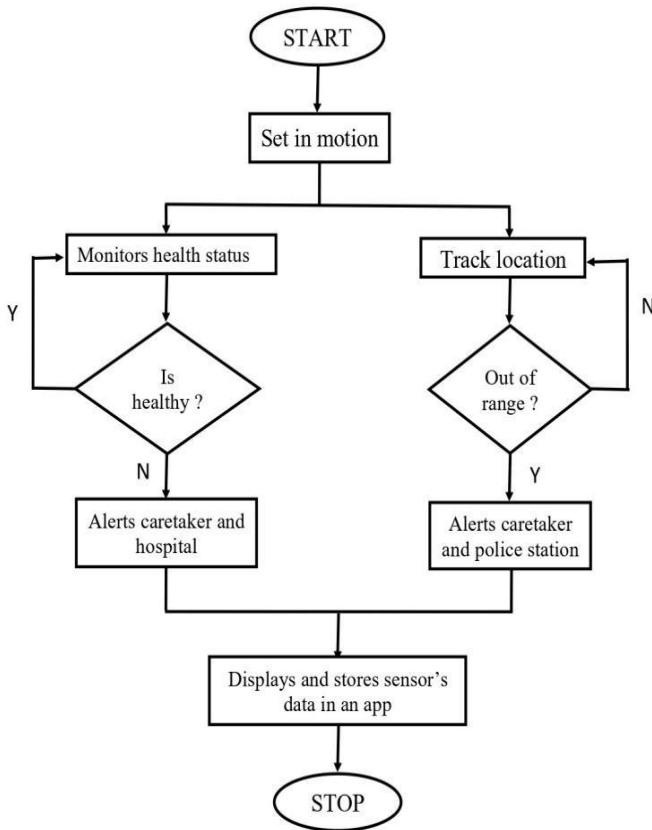 START
Set in motion
Monitors health status
Track location
Y
N
Is
healthy ?
Out of
range ?
N
Y
Alerts caretaker and
hospital
Alerts caretaker
and police station
Displays and stores sensor’s
data in an app
STOP